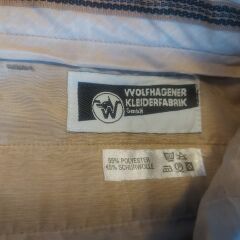 W
WOLFHAGENER
KLEIDERFABRIK
GmbH
55% POLYESTER
45% SCHURWOLLE